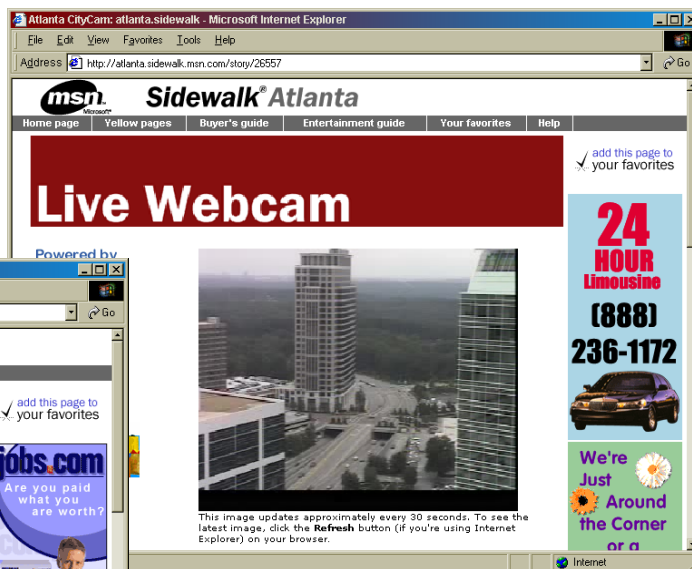 Atlanta CityCam: atlanta.sidewalk - Microsoft Internet Explorer
File Edit View Favorites Tools Help
Address http://atlanta.sidewalk.msn.com/story/26557 Go
msn. Sidewalk® Atlanta
Microsoft®
Home page Yellow pages Buyer's guide Entertainment guide Your favorites Help
add this page to
your favorites
Live Webcam
Powered by
24
HOUR
Limousine
(888)
236-1172
We're
Just
Around
the Corner
or a
This image updates approximately every 30 seconds. To see the
latest image, click the Refresh button (if you're using Internet
Explorer) on your browser.
Internet
Go
add this page to
your favorites
jobs.com
Are you paid
what you
are worth?